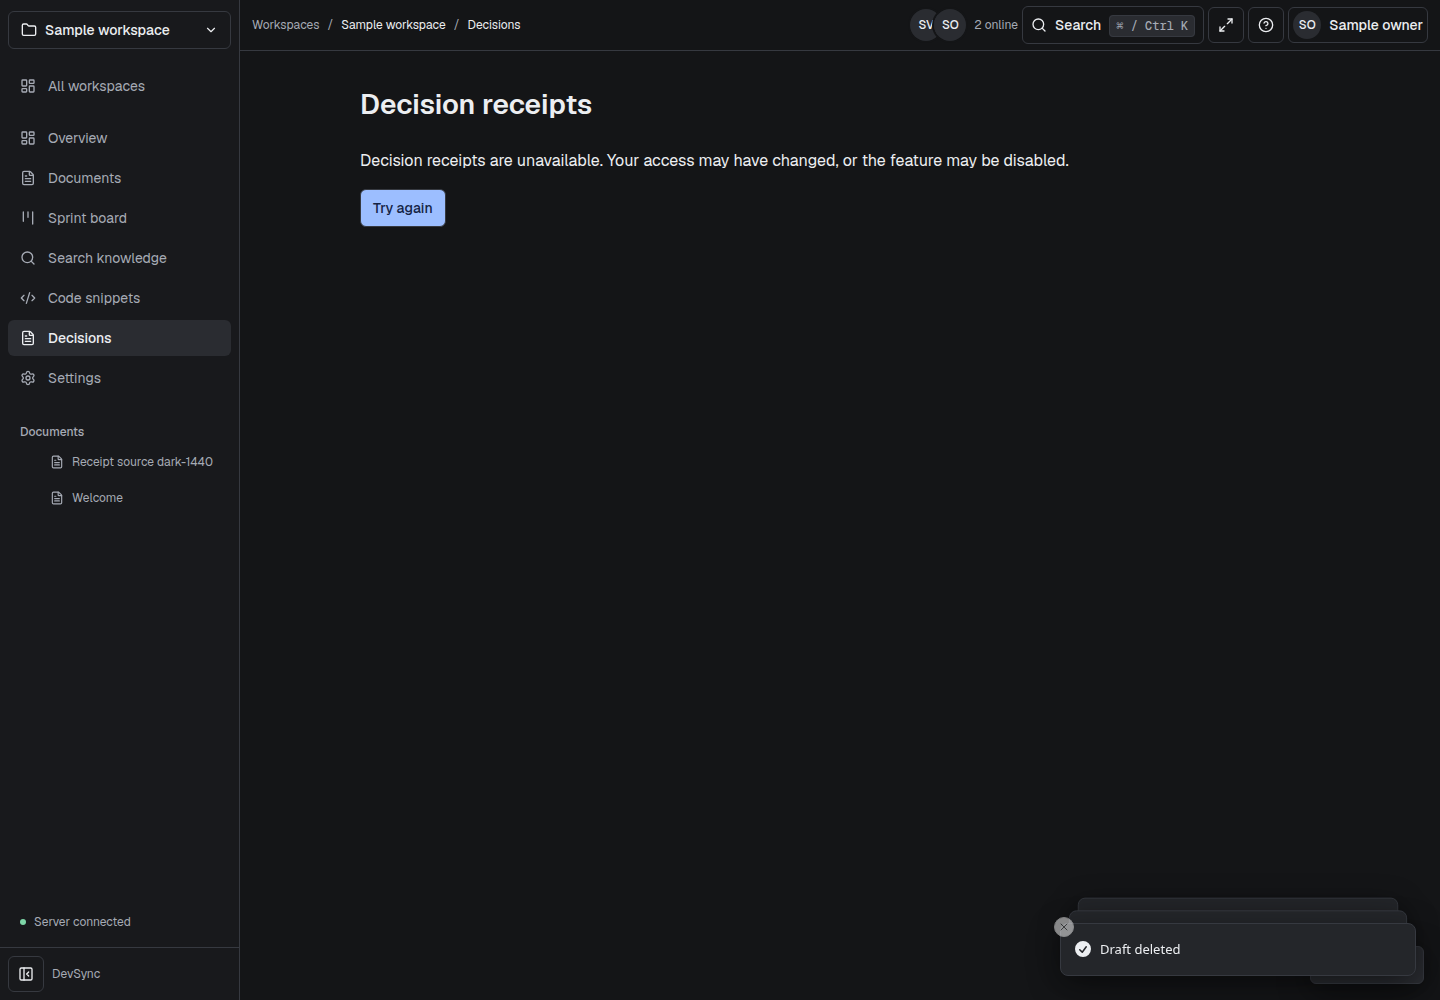 Sample workspace
All workspaces
Overview
Documents
Sprint board
Search knowledge
Code snippets
Decisions
Settings
Documents
Receipt source dark-1440
Welcome
Server connected
DevSync
Workspaces / Sample workspace / Decisions
SV SO 2 online
Search ⌘ / Ctrl K
SO Sample owner
Decision receipts
Decision receipts are unavailable. Your access may have changed, or the feature may be disabled.
Try again
Draft deleted